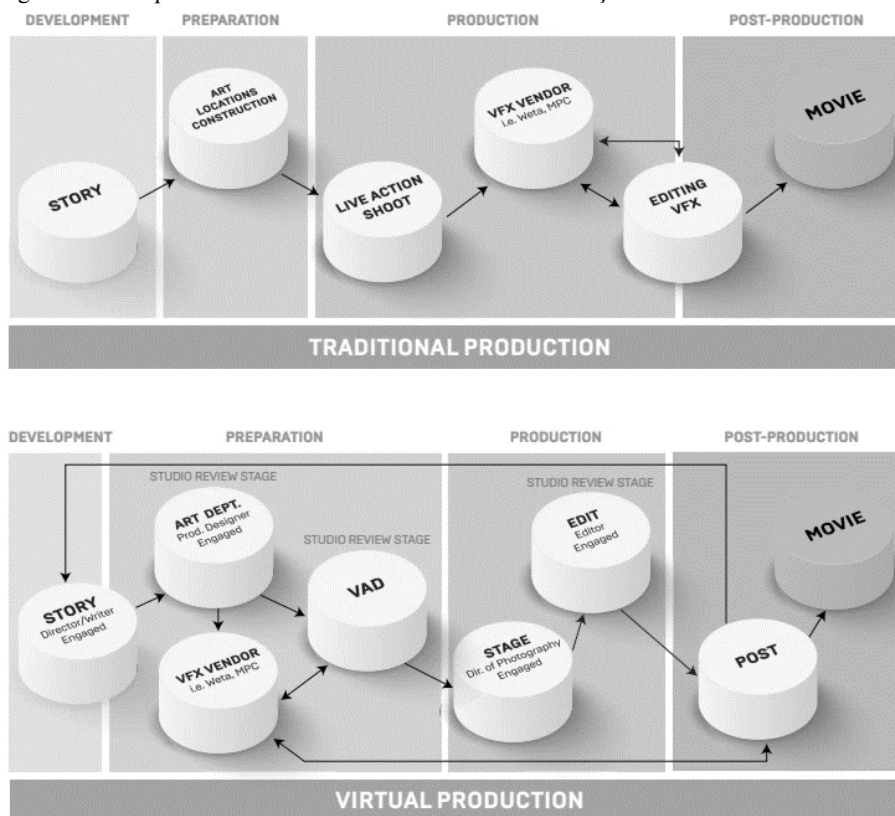 DEVELOPMENT
PREPARATION
PRODUCTION
POST-PRODUCTION
STORY
ART
LOCATIONS
CONSTRUCTION
LIVE ACTION
SHOOT
VFX VENDOR
i.e. Weta, MPC
EDITING
VFX
MOVIE
TRADITIONAL PRODUCTION
DEVELOPMENT
PREPARATION
PRODUCTION
POST-PRODUCTION
STORY
Director/Writer
Engaged
STUDIO REVIEW STAGE
ART DEPT.
Prod. Designer
Engaged
VFX VENDOR
i.e. Weta, MPC
STUDIO REVIEW STAGE
VAD
STAGE
Dir. of Photography
Engaged
STUDIO REVIEW STAGE
EDIT
Editor
Engaged
POST
MOVIE
VIRTUAL PRODUCTION